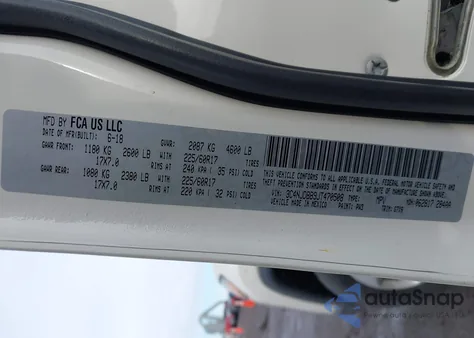 MFD BY FCA US LLC
DATE OF MFR(BUILT): 6-18 GVWR: 2087 KG 4600 LB
GAWR FRONT: 1180 KG 2600 LB WITH 225/60R17 TIRES
17X7.0 RIMS AT 240 KPA( 35 PSI COLD
GAWR REAR: 1080 KG 2380 LB WITH 225/60R17 TIRES
17X7.0 RIMS AT 220 KPA( 32 PSI COLD
THIS VEHICLE CONFORMS TO ALL APPLICABLE U.S.A. FEDERAL MOTOR VEHICLE SAFETY AND
THEFT PREVENTION STANDARDS IN EFFECT ON THE DATE OF MANUFACTURE SHOWN ABOVE.
VIN: TYPE: MPV
VEHICLE MADE IN MEXICO PAINT: PW3 TRIM:
autoSnap